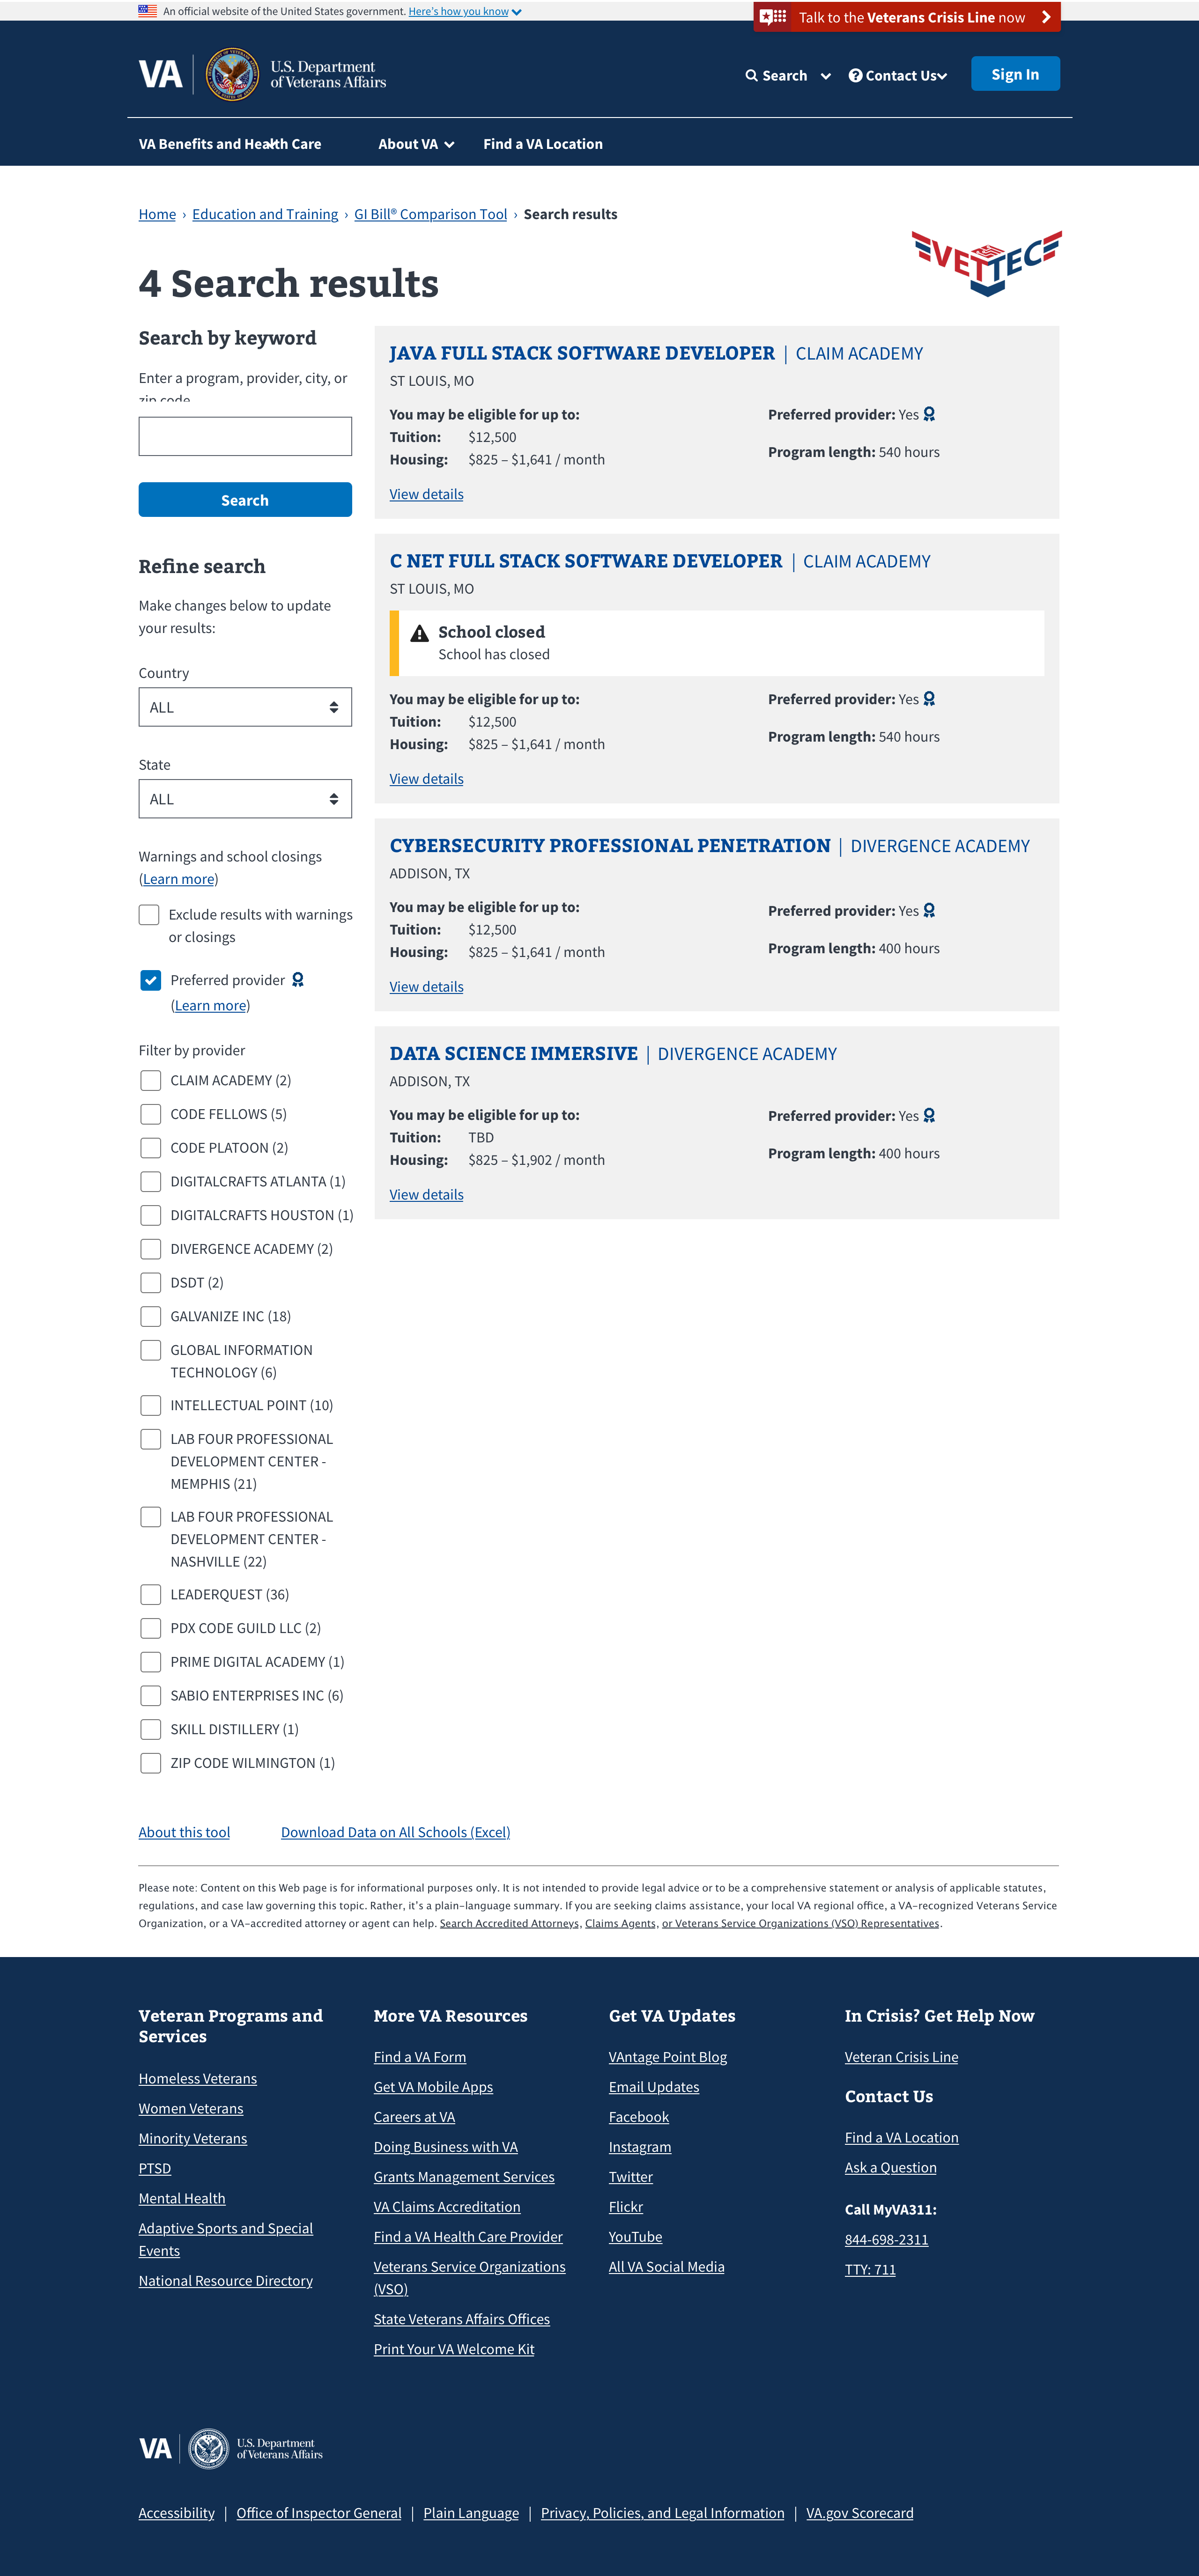 An official website of the United States government. Here's how you know
Talk to the Veterans Crisis Line now
VA
U.S. Department
of Veterans Affairs
Search
Contact Us
Sign In
VA Benefits and Health Care
About VA
Find a VA Location
Home › Education and Training › GI Bill® Comparison Tool › Search results
VET TEC
4 Search results
Search by keyword
Enter a program, provider, city, or
zip code
Search
Refine search
Make changes below to update
your results:
Country
ALL
State
ALL
Warnings and school closings
(Learn more)
Exclude results with warnings
or closings
Preferred provider
(Learn more)
Filter by provider
CLAIM ACADEMY (2)
CODE FELLOWS (5)
CODE PLATOON (2)
DIGITALCRAFTS ATLANTA (1)
DIGITALCRAFTS HOUSTON (1)
DIVERGENCE ACADEMY (2)
DSDT (2)
GALVANIZE INC (18)
GLOBAL INFORMATION
TECHNOLOGY (6)
INTELLECTUAL POINT (10)
LAB FOUR PROFESSIONAL
DEVELOPMENT CENTER -
MEMPHIS (21)
LAB FOUR PROFESSIONAL
DEVELOPMENT CENTER -
NASHVILLE (22)
LEADERQUEST (36)
PDX CODE GUILD LLC (2)
PRIME DIGITAL ACADEMY (1)
SABIO ENTERPRISES INC (6)
SKILL DISTILLERY (1)
ZIP CODE WILMINGTON (1)
JAVA FULL STACK SOFTWARE DEVELOPER | CLAIM ACADEMY
ST LOUIS, MO
You may be eligible for up to:
Tuition: $12,500
Housing: $825 – $1,641 / month
Preferred provider: Yes
Program length: 540 hours
View details
C NET FULL STACK SOFTWARE DEVELOPER | CLAIM ACADEMY
ST LOUIS, MO
School closed
School has closed
You may be eligible for up to:
Tuition: $12,500
Housing: $825 – $1,641 / month
Preferred provider: Yes
Program length: 540 hours
View details
CYBERSECURITY PROFESSIONAL PENETRATION | DIVERGENCE ACADEMY
ADDISON, TX
You may be eligible for up to:
Tuition: $12,500
Housing: $825 – $1,641 / month
Preferred provider: Yes
Program length: 400 hours
View details
DATA SCIENCE IMMERSIVE | DIVERGENCE ACADEMY
ADDISON, TX
You may be eligible for up to:
Tuition: TBD
Housing: $825 – $1,902 / month
Preferred provider: Yes
Program length: 400 hours
View details
About this tool
Download Data on All Schools (Excel)
Please note: Content on this Web page is for informational purposes only. It is not intended to provide legal advice or to be a comprehensive statement or analysis of applicable statutes,
regulations, and case law governing this topic. Rather, it's a plain-language summary. If you are seeking claims assistance, your local VA regional office, a VA-recognized Veterans Service
Organization, or a VA-accredited attorney or agent can help. Search Accredited Attorneys, Claims Agents, or Veterans Service Organizations (VSO) Representatives.
Veteran Programs and
Services
Homeless Veterans
Women Veterans
Minority Veterans
PTSD
Mental Health
Adaptive Sports and Special
Events
National Resource Directory
More VA Resources
Find a VA Form
Get VA Mobile Apps
Careers at VA
Doing Business with VA
Grants Management Services
VA Claims Accreditation
Find a VA Health Care Provider
Veterans Service Organizations
(VSO)
State Veterans Affairs Offices
Print Your VA Welcome Kit
Get VA Updates
VAntage Point Blog
Email Updates
Facebook
Instagram
Twitter
Flickr
YouTube
All VA Social Media
In Crisis? Get Help Now
Veteran Crisis Line
Contact Us
Find a VA Location
Ask a Question
Call MyVA311:
844-698-2311
TTY: 711
VA
U.S. Department
of Veterans Affairs
Accessibility | Office of Inspector General | Plain Language | Privacy, Policies, and Legal Information | VA.gov Scorecard